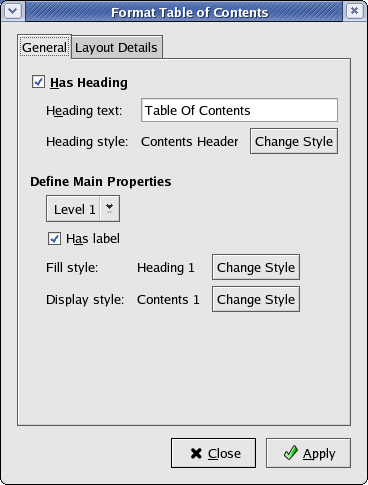 Format Table of Contents
General Layout Details
Has Heading
Heading text: Table Of Contents
Heading style: Contents Header Change Style
Define Main Properties
Level 1
Has label
Fill style: Heading 1 Change Style
Display style: Contents 1 Change Style
Close Apply